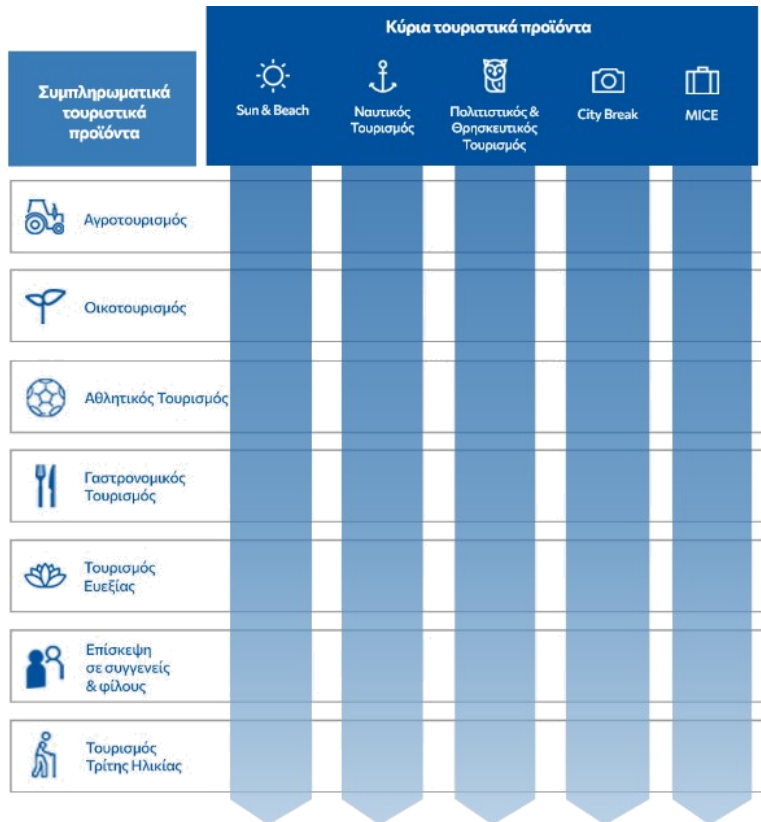 Κύρια τουριστικά προϊόντα
Συμπληρωματικά
τουριστικά
προϊόντα
Sun & Beach
Ναυτικός
Τουρισμός
Πολιτιστικός &
Θρησκευτικός
Τουρισμός
City Break
MICE
Αγροτουρισμός
Οικοτουρισμός
Αθλητικός Τουρισμός
Γαστρονομικός
Τουρισμός
Τουρισμός
Ευεξίας
Επίσκεψη
σε συγγενείς
& φίλους
Τουρισμός
Τρίτης Ηλικίας